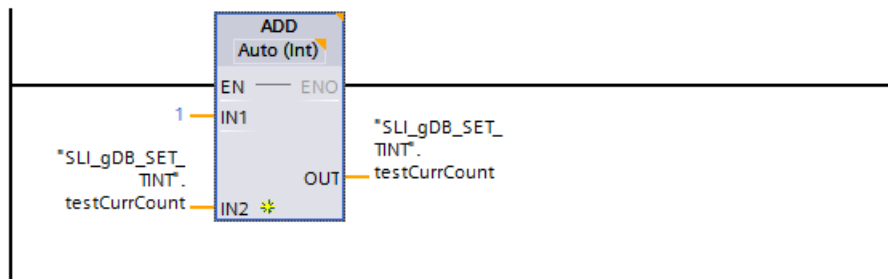 ADD
Auto (Int)
EN ENO
1 IN1
"SLI_gDB_SET_
TINT".
testCurrCount
OUT
"SLI_gDB_SET_
TINT".
testCurrCount
IN2